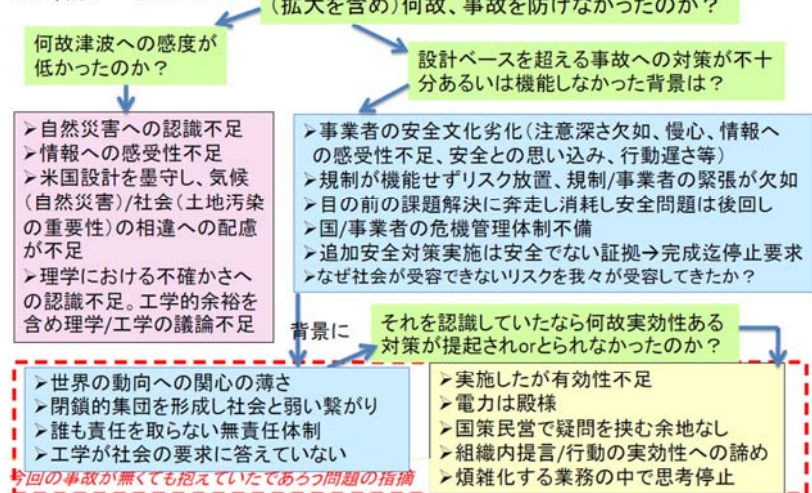 (拡大を含め)何故、事故を防げなかったのか?
何故津波への感度が
低かったのか?
設計ベースを超える事故への対策が不十
分あるいは機能しなかった背景は?
➢自然災害への認識不足
➢情報への感受性不足
➢米国設計を墨守し、気候
(自然災害)/社会(土地汚染
の重要性)の相違への配慮
が不足
➢理学における不確かさへ
の認識不足。工学的余裕を
含め理学/工学の議論不足
➢事業者の安全文化劣化(注意深さ欠如、慢心、情報へ
の感受性不足、安全との思い込み、行動遅さ等)
➢規制が機能せずリスク放置、規制/事業者の緊張が欠如
➢目の前の課題解決に奔走し消耗し安全問題は後回し
➢国/事業者の危機管理体制不備
➢追加安全対策実施は安全でない証拠→完成迄停止要求
➢なぜ社会が受容できないリスクを我々が受容してきたか?
背景に
それを認識していたなら何故実効性ある
対策が提起されorとられなかったのか?
➢世界の動向への関心の薄さ
➢閉鎖的集団を形成し社会と弱い繋がり
➢誰も責任を取らない無責任体制
➢工学が社会の要求に答えていない
今回の事故が無くても抱えていたであろう問題の指摘
➢実施したが有効性不足
➢電力は殿様
➢国策民営で疑問を挟む余地なし
➢組織内提言/行動の実効性への諦め
➢煩雑化する業務の中で思考停止